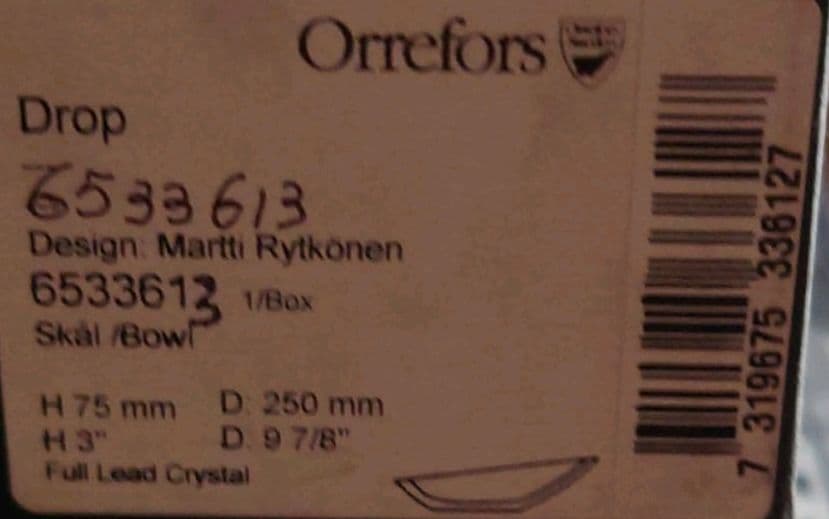 Orrefors
Drop
6533613
Design: Martti Rytkönen
6533613 1/Box
Skål /Bowl
H 75 mm D: 250 mm
H 3" D. 9 7/8"
Full Lead Crystal
7 319675 336127